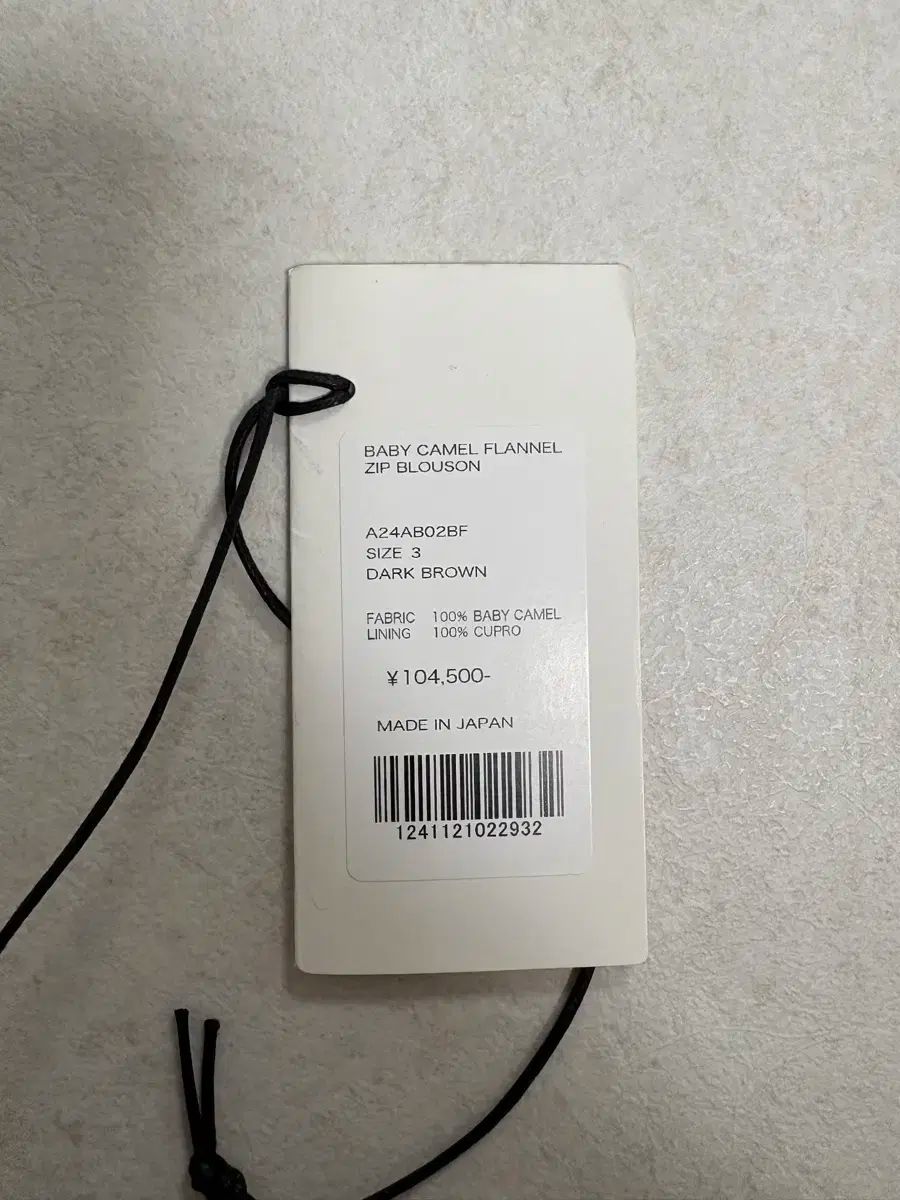 BABY CAMEL FLANNEL
ZIP BLOUSON
A24AB02BF
SIZE 3
DARK BROWN
FABRIC 100% BABY CAMEL
LINING 100% CUPRO
¥104,500-
MADE IN JAPAN
1241121022932